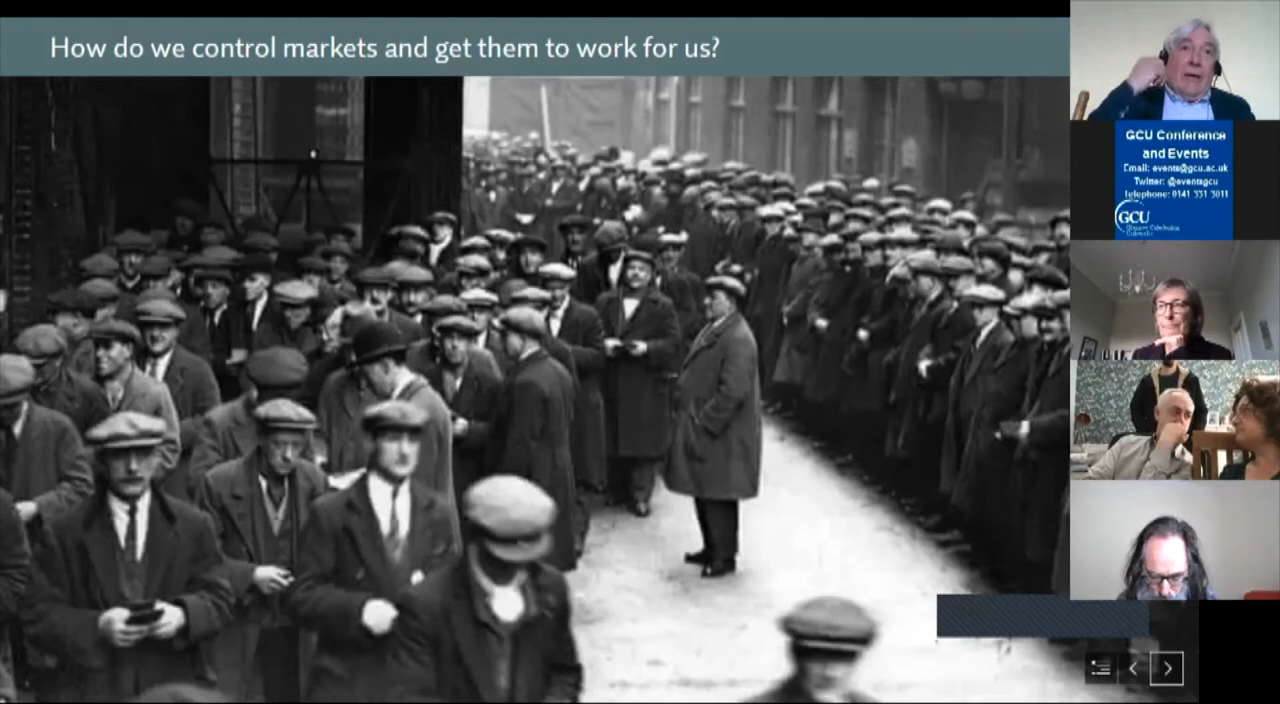 How do we control markets and get them to work for us?
GCU Conference
and Events
Email: events@gcu.ac.uk
Twitter: @eventsgcu
Telephone: 0141 331 3011
GCU